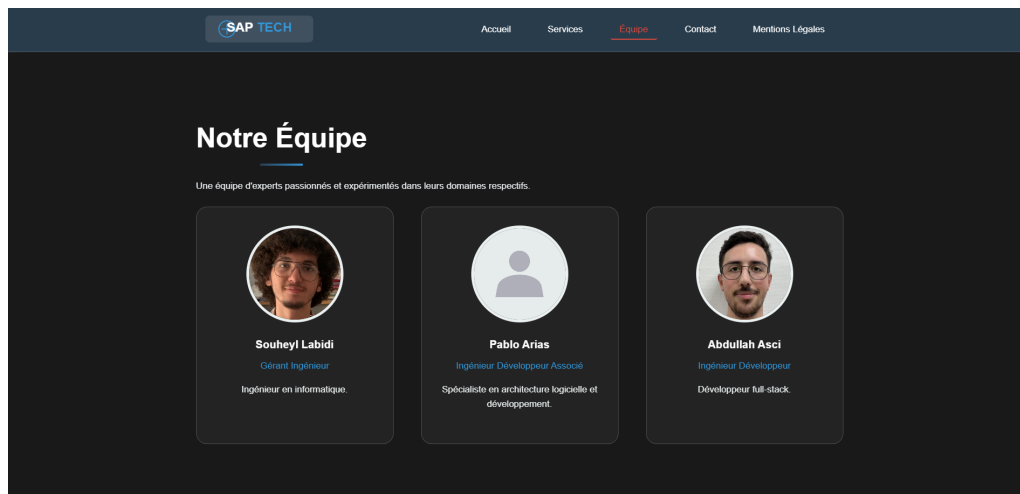 SAP TECH
Accueil Services Équipe Contact Mentions Légales
Notre Équipe
Une équipe d'experts passionnés et expérimentés dans leurs domaines respectifs.
Souheyl Labidi
Gérant Ingénieur
Ingénieur en informatique.
Pablo Arias
Ingénieur Développeur Associé
Spécialiste en architecture logicielle et
développement.
Abdullah Asci
Ingénieur Développeur
Développeur full-stack.